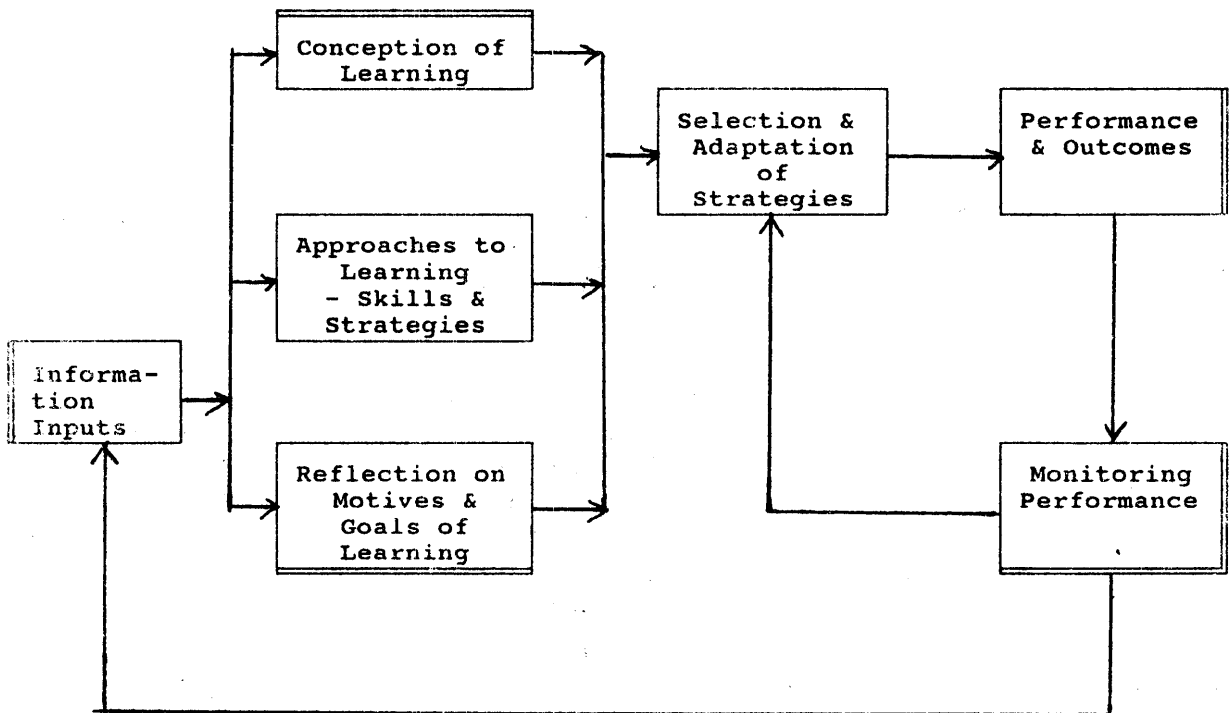 Conception of
Learning
Approaches to
Learning
- Skills &
Strategies
Informa-
tion
Inputs
Reflection on
Motives &
Goals of
Learning
Selection &
Adaptation
of
Strategies
Performance
& Outcomes
Monitoring
Performance